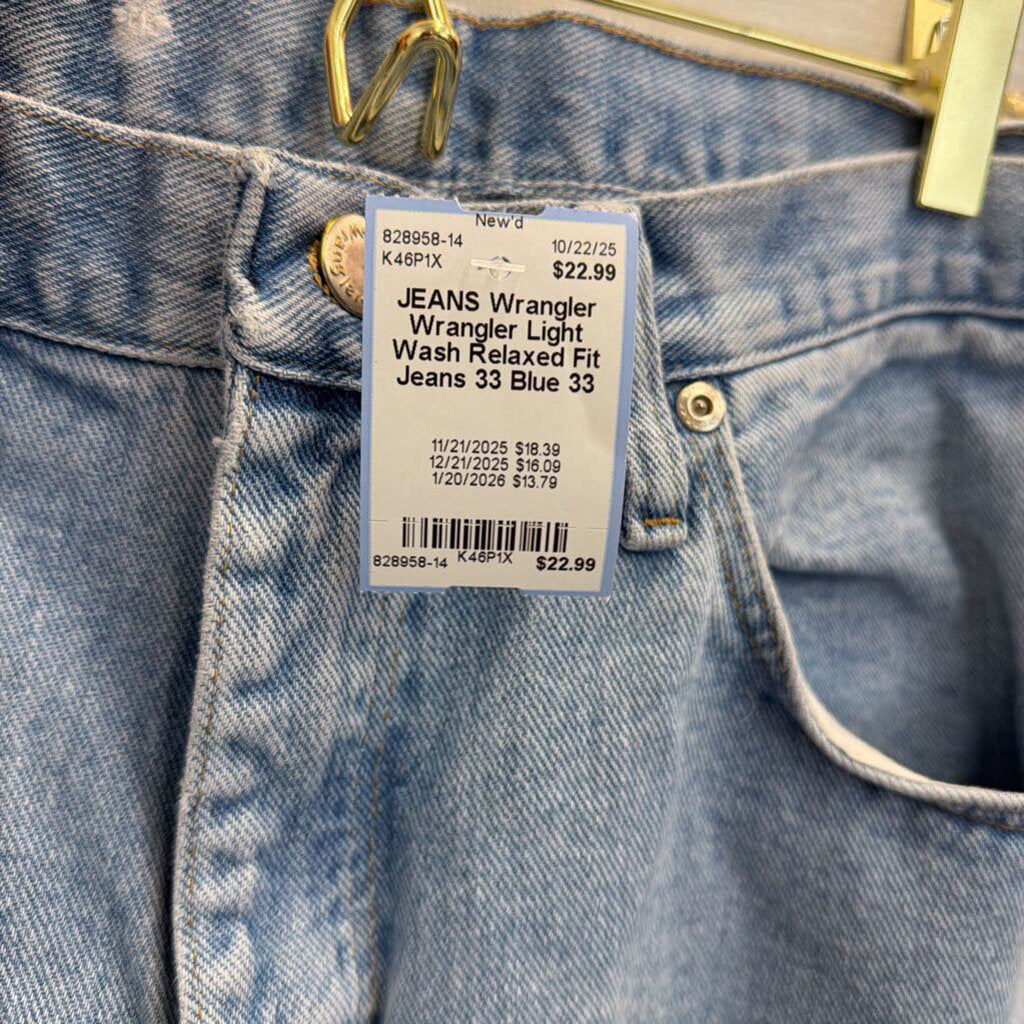 New'd
828958-14 10/22/25
K46P1X $22.99
JEANS Wrangler
Wrangler Light
Wash Relaxed Fit
Jeans 33 Blue 33
11/21/2025 $18.39
12/21/2025 $16.09
1/20/2026 $13.79
828958-14 K46P1X $22.99
Wrangler